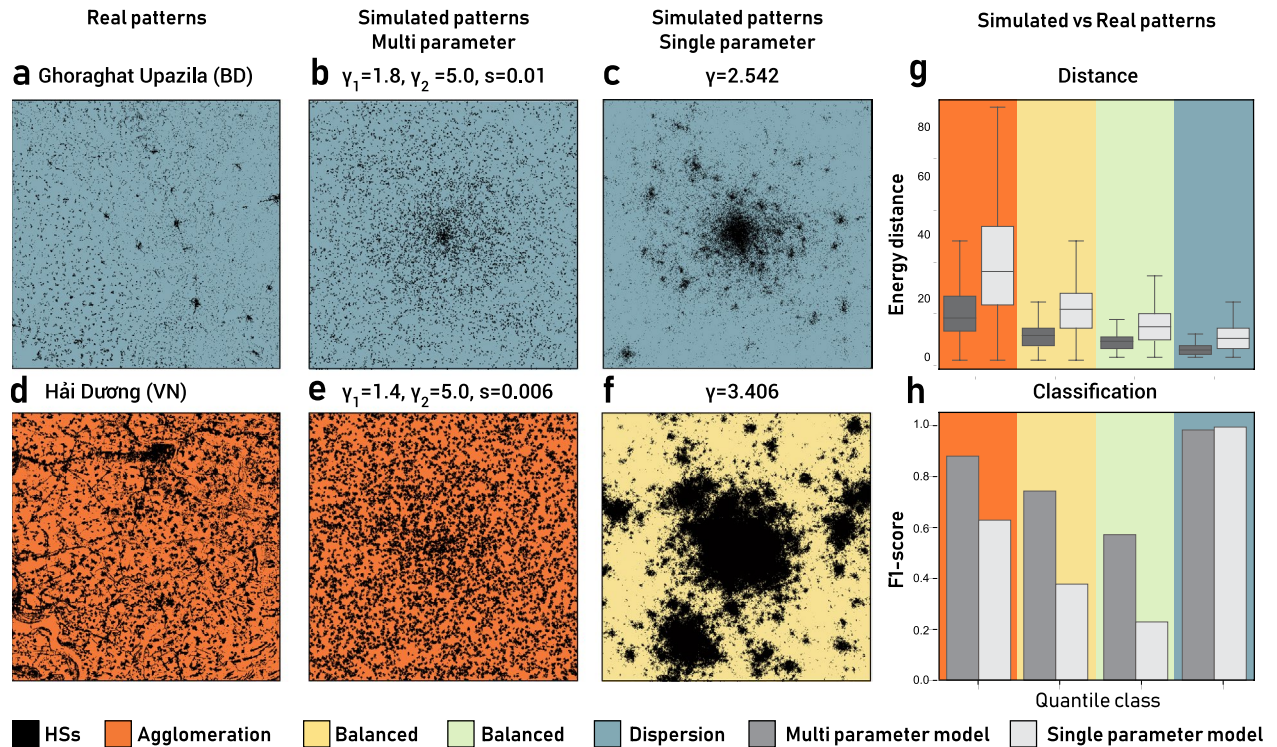 Real patterns
Simulated patterns
Multi parameter
Simulated patterns
Single parameter
Simulated vs Real patterns
a Ghoraghat Upazila (BD)
b γ1=1.8, γ2 =5.0, s=0.01
c γ=2.542
g Distance
Energy distance
80
60
40
20
0
d Hải Dương (VN)
e γ1=1.4, γ2=5.0, s=0.006
f γ=3.406
h Classification
F1-score
1.0
0.8
0.6
0.4
0.2
0.0
Quantile class
HSs Agglomeration Balanced Balanced Dispersion Multi parameter model Single parameter model